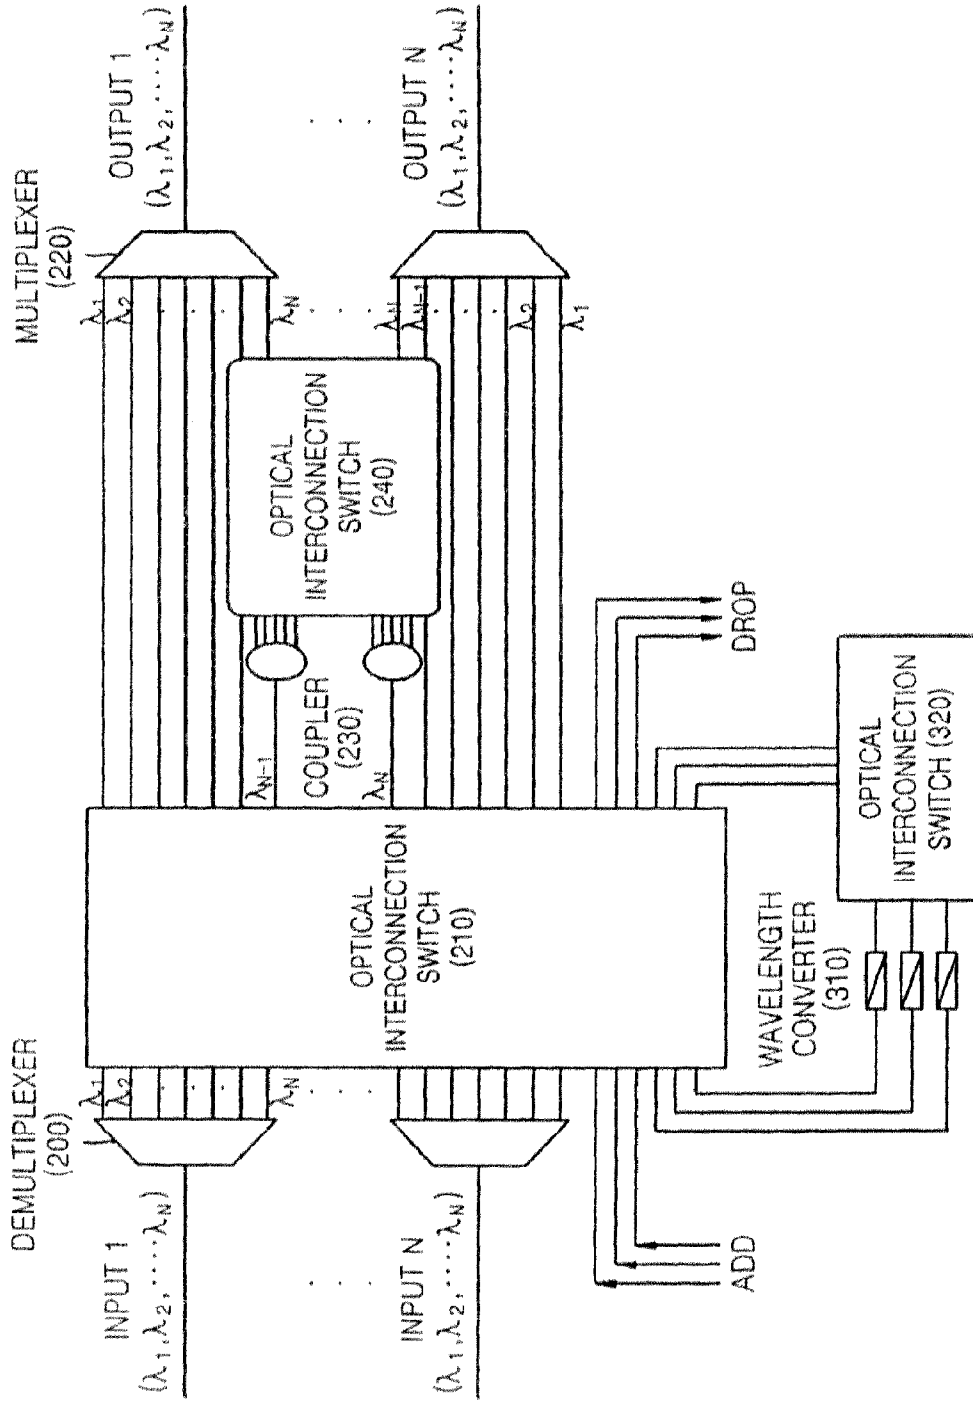 DEMULTIPLEXER
(200)
MULTIPLEXER
(220)
INPUT 1
(λ₁,λ₂,····λN)
λ₁
λ₂
λN
OUTPUT 1
(λ₁,λ₂,····λN)
λ₁
λ₂
λN
INPUT N
(λ₁,λ₂,····λN)
OUTPUT N
(λ₁,λ₂,····λN)
λN
λN-1
λ₂
λ₁
OPTICAL
INTERCONNECTION
SWITCH
(210)
λN-1
COUPLER
(230)
λN
OPTICAL
INTERCONNECTION
SWITCH
(240)
ADD
DROP
WAVELENGTH
CONVERTER
(310)
OPTICAL
INTERCONNECTION
SWITCH (320)